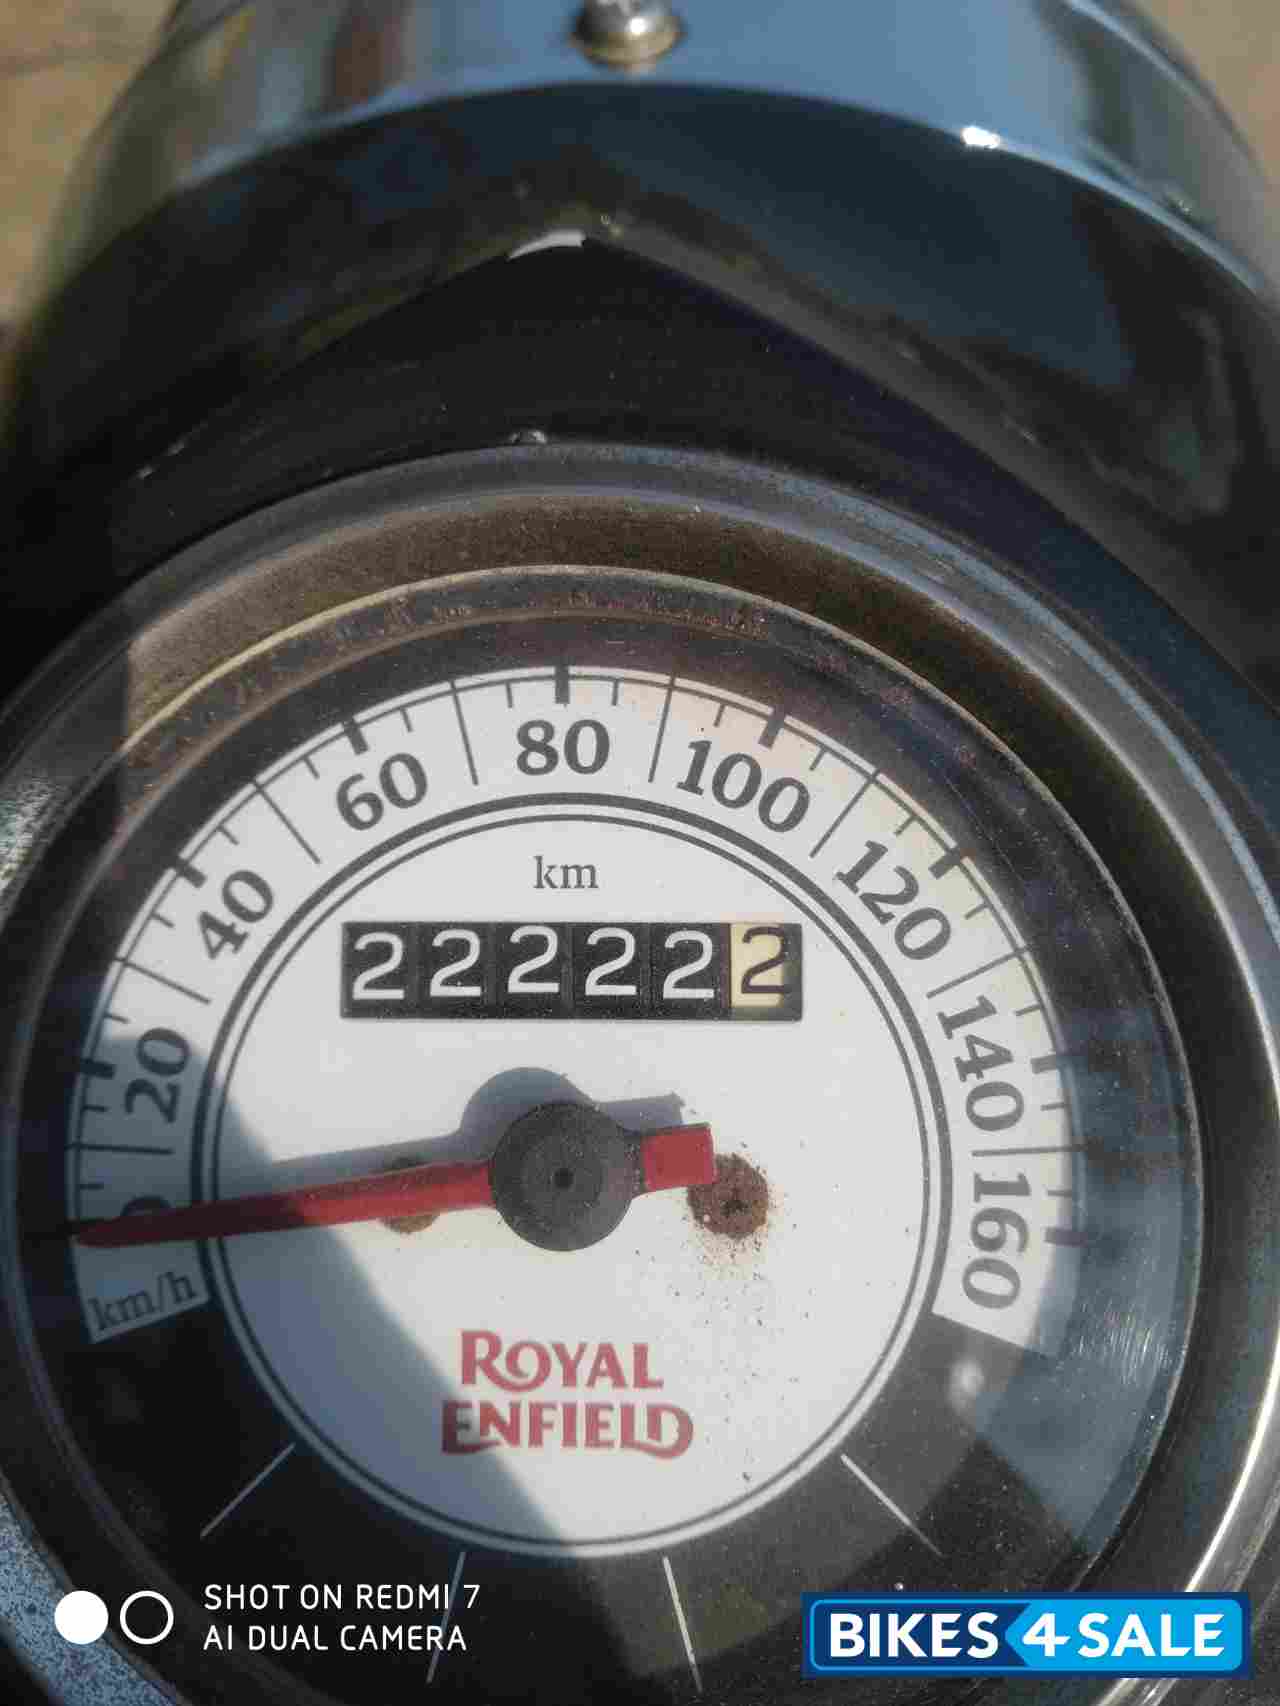 80
60
100
40
120
km
222222
20
140
0
160
km/h
ROYAL
ENFIELD
SHOT ON REDMI 7
AI DUAL CAMERA
BIKES4SALE